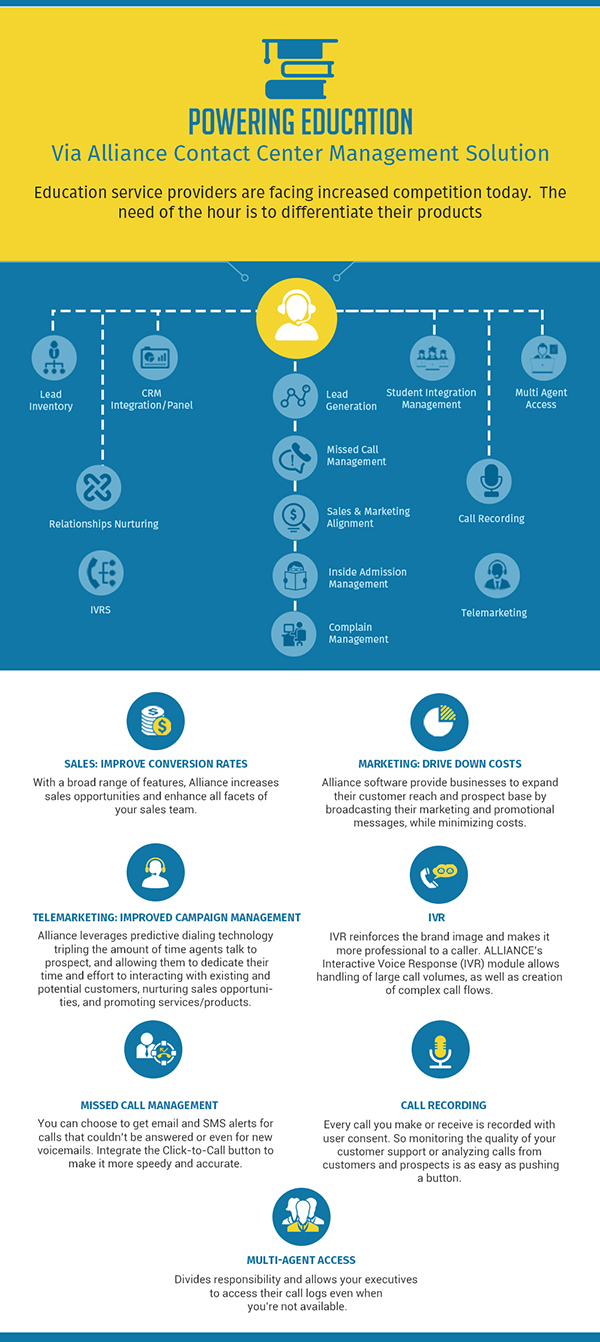 POWERING EDUCATION
Via Alliance Contact Center Management Solution
Education service providers are facing increased competition today. The
need of the hour is to differentiate their products
Lead
Inventory
CRM
Integration/Panel
Lead
Generation
Student Integration
Management
Multi Agent
Access
Missed Call
Management
Relationships Nurturing
Sales & Marketing
Alignment
Call Recording
IVRS
Inside Admission
Management
Telemarketing
Complain
Management
SALES: IMPROVE CONVERSION RATES
With a broad range of features, Alliance increases
sales opportunities and enhance all facets of
your sales team.
MARKETING: DRIVE DOWN COSTS
Alliance software provide businesses to expand
their customer reach and prospect base by
broadcasting their marketing and promotional
messages, while minimizing costs.
TELEMARKETING: IMPROVED CAMPAIGN MANAGEMENT
Alliance leverages predictive dialing technology
tripling the amount of time agents talk to
prospect, and allowing them to dedicate their
time and effort to interacting with existing and
potential customers, nurturing sales opportuni-
ties, and promoting services/products.
IVR
IVR reinforces the brand image and makes it
more professional to a caller. ALLIANCE's
Interactive Voice Response (IVR) module allows
handling of large call volumes, as well as creation
of complex call flows.
MISSED CALL MANAGEMENT
You can choose to get email and SMS alerts for
calls that couldn't be answered or even for new
voicemails. Integrate the Click-to-Call button to
make it more speedy and accurate.
CALL RECORDING
Every call you make or receive is recorded with
user consent. So monitoring the quality of your
customer support or analyzing calls from
customers and prospects is as easy as pushing
a button.
MULTI-AGENT ACCESS
Divides responsibility and allows your executives
to access their call logs even when
you're not available.